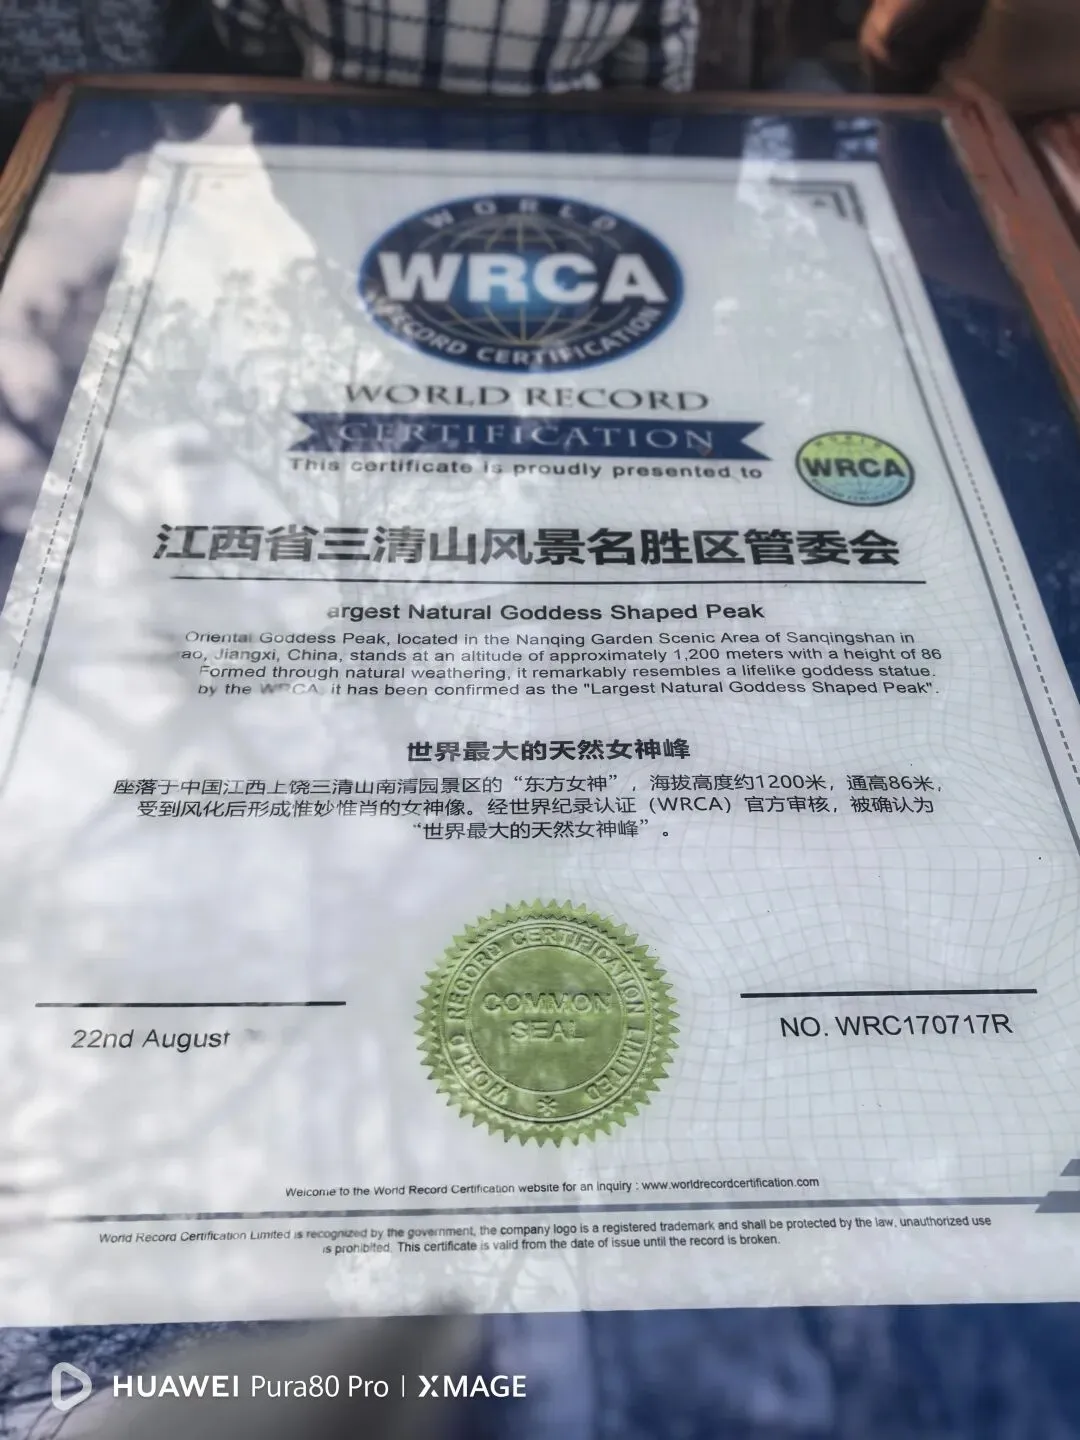 WORLD
WRCA
RECORD CERTIFICATION
WORLD RECORD
CERTIFICATION
This certificate is proudly presented to
WRCA
江西省三清山风景名胜区管委会
argest Natural Goddess Shaped Peak
Oriental Goddess Peak, located in the Nanqing Garden Scenic Area of Sanqingshan in
ao, Jiangxi, China, stands at an altitude of approximately 1,200 meters with a height of 86
Formed through natural weathering, it remarkably resembles a lifelike goddess statue.
by the WRCA, it has been confirmed as the "Largest Natural Goddess Shaped Peak".
世界最大的天然女神峰
座落于中国江西上饶三清山南清园景区的“东方女神”，海拔高度约1200米，通高86米，
受到风化后形成惟妙惟肖的女神像。经世界纪录认证（WRCA）官方审核，被确认为
“世界最大的天然女神峰”。
WORLD RECORD CERTIFICATION LIMITED
COMMON
SEAL
22nd August
NO. WRC170717R
Welcome to the World Record Certification website for an inquiry : www.worldrecordcertification.com
World Record Certification Limited is recognized by the government, the company logo is a registered trademark and shall be protected by the law, unauthorized use
is prohibited. This certificate is valid from the date of issue until the record is broken.
HUAWEI Pura80 Pro | XMAGE